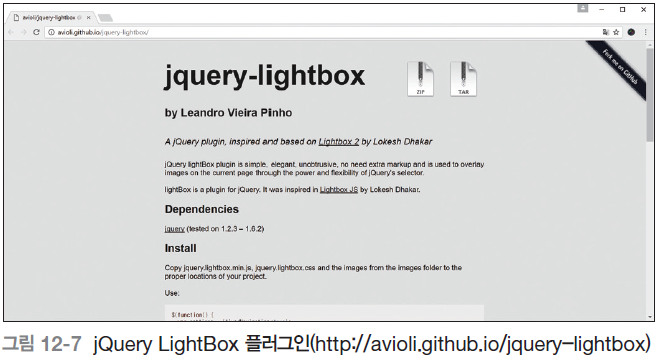 avioli/jquery-lightbox @
avioli.github.io/jquery-lightbox/
Fork me on GitHub
jquery-lightbox
ZIP
TAR
by Leandro Vieira Pinho
A jQuery plugin, inspired and based on Lightbox 2 by Lokesh Dhakar
jQuery lightBox plugin is simple, elegant, unobtrusive, no need extra markup and is used to overlay
images on the current page through the power and flexibility of jQuery's selector.
lightBox is a plugin for jQuery. It was inspired in Lightbox JS by Lokesh Dhakar.
Dependencies
jquery (tested on 1.2.3 – 1.6.2)
Install
Copy jquery.lightbox.min.js, jquery.lightbox.css and the images from the images folder to the
proper locations of your project.
Use:
$(function() {
그림 12-7 jQuery LightBox 플러그인(http://avioli.github.io/jquery-lightbox)